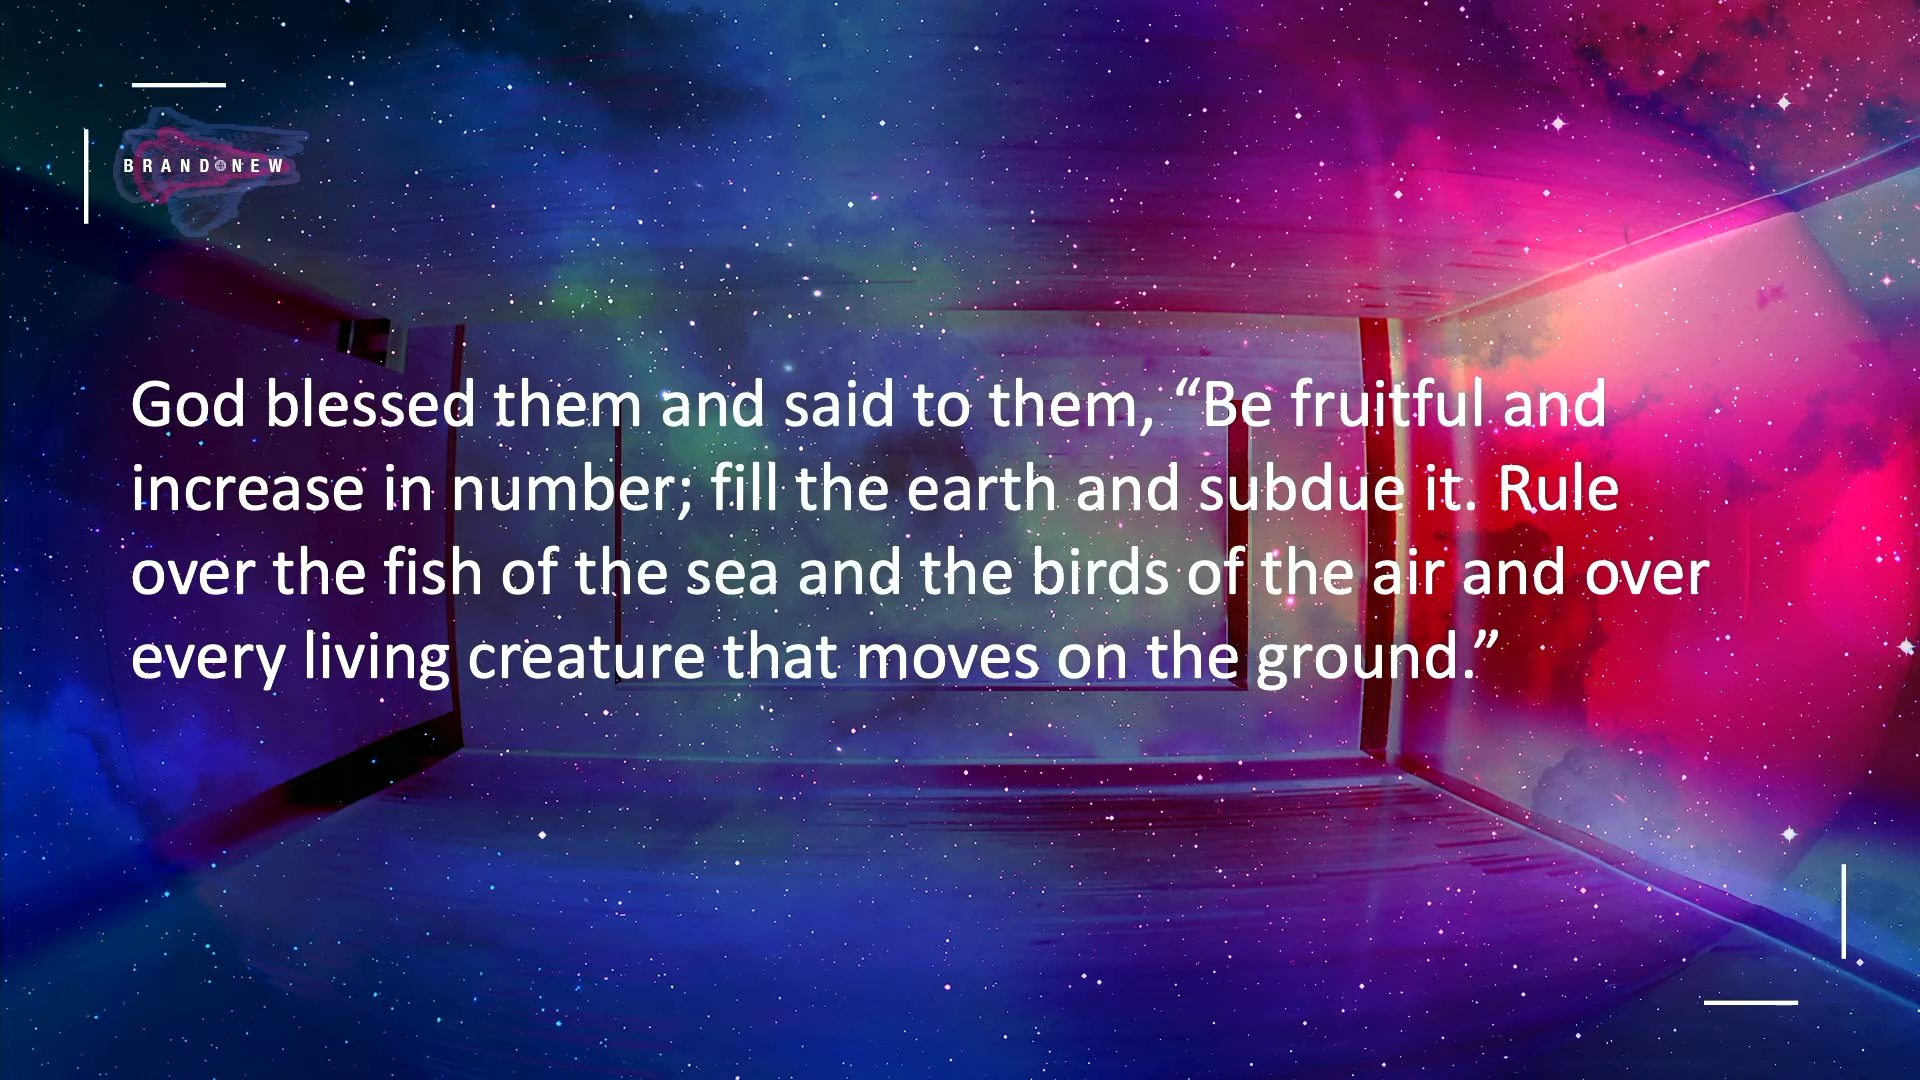 BRAND NEW
God blessed them and said to them, “Be fruitful and
increase in number; fill the earth and subdue it. Rule
over the fish of the sea and the birds of the air and over
every living creature that moves on the ground.”